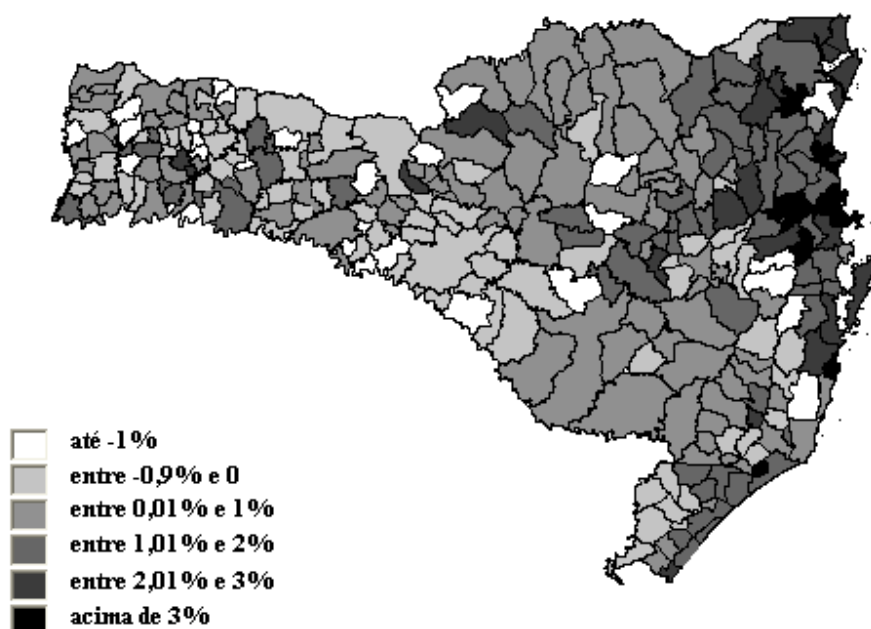 até -1%
entre -0,9% e 0
entre 0,01% e 1%
entre 1,01% e 2%
entre 2,01% e 3%
acima de 3%